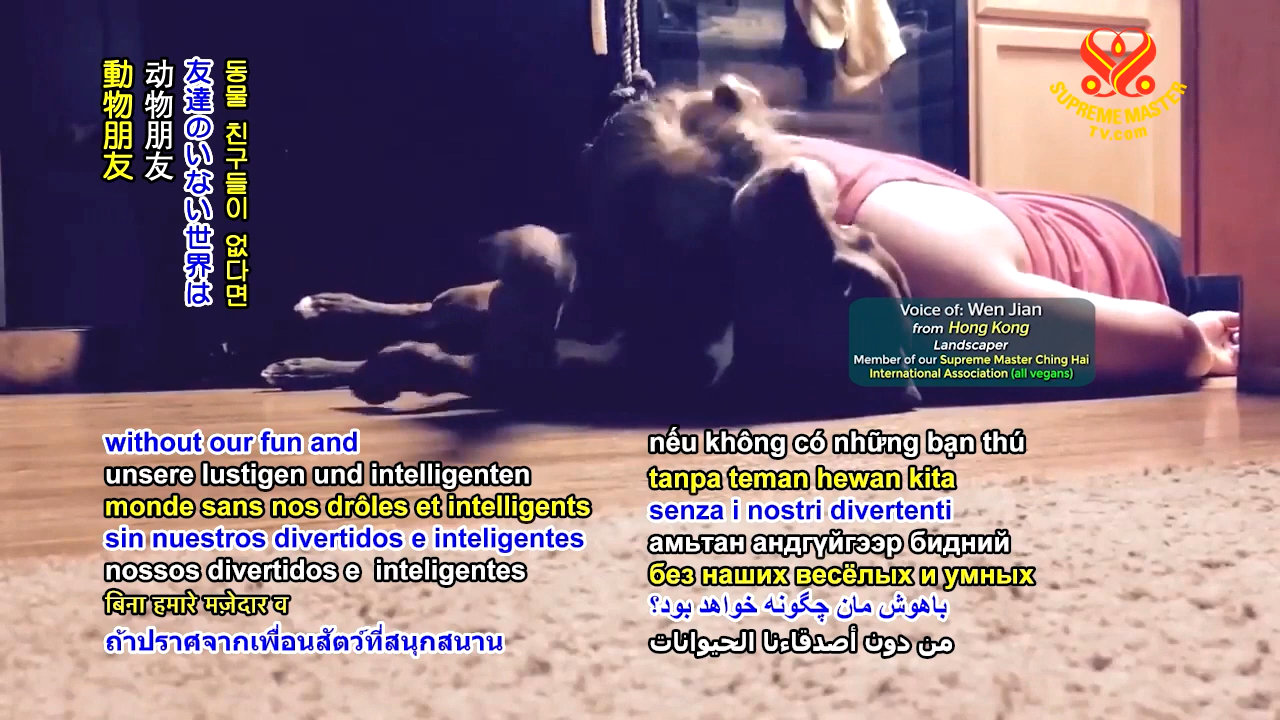 動物朋友
动物朋友
友達のいない世界は
동물 친구들이 없다면
SUPREME MASTER
TV.com
Voice of: Wen Jian
from Hong Kong
Landscaper
Member of our Supreme Master Ching Hai
International Association (all vegans)
without our fun and
unsere lustigen und intelligenten
monde sans nos drôles et intelligents
sin nuestros divertidos e inteligentes
nossos divertidos e inteligentes
बिना हमारे मज़ेदार व
ถ้าปราศจากเพื่อนสัตว์ที่สนุกสนาน
nếu không có những bạn thú
tanpa teman hewan kita
senza i nostri divertenti
амьтан андгүйгээр бидний
без наших весёлых и умных
باهوش مان چگونه خواهد بود؟
من دون أصدقاءنا الحيوانات